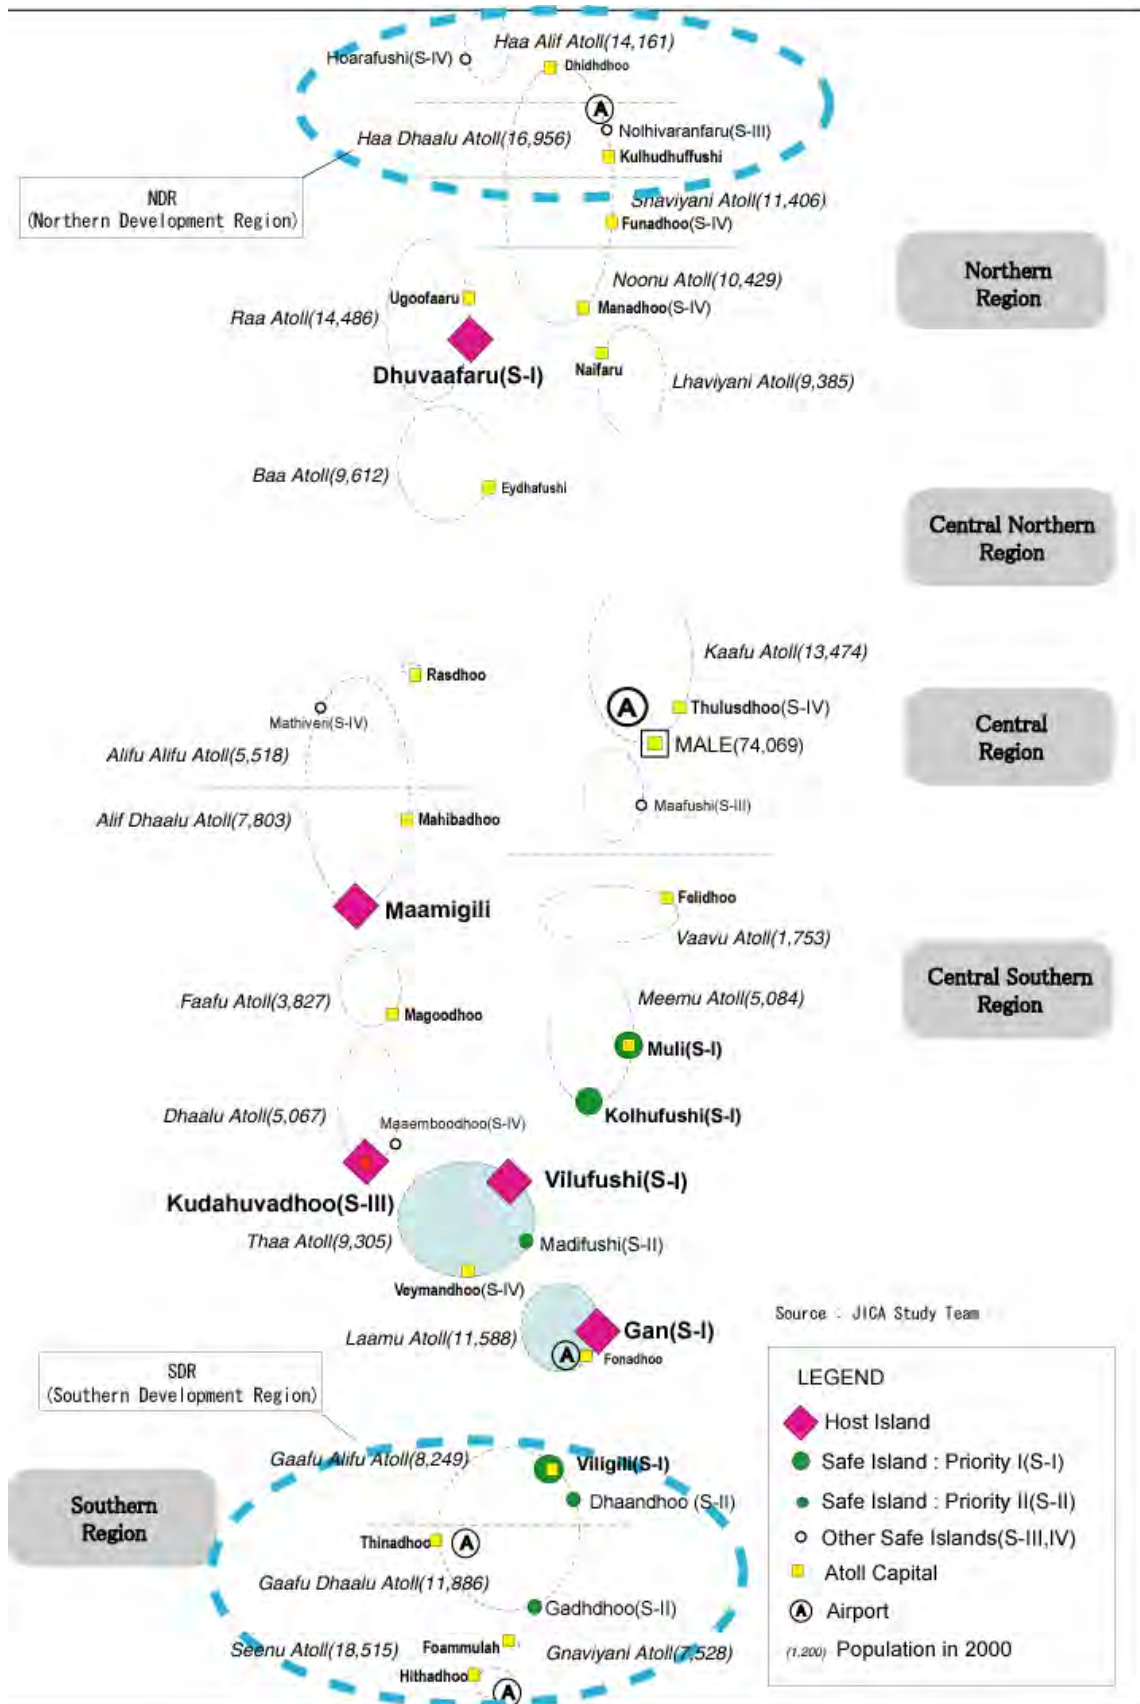 Haa Alif Atoll(14,161)
Hoarafushi(S-IV)
Dhidhdhoo
A
Nolhivaranfaru(S-III)
Haa Dhaalu Atoll(16,956)
Kulhudhuffushi
NDR
(Northern Development Region)
Shaviyani Atoll(11,406)
Funadhoo(S-IV)
Northern
Region
Noonu Atoll(10,429)
Ugoofaaru
Manadhoo(S-IV)
Raa Atoll(14,486)
Dhuvaafaru(S-I)
Naifaru
Lhaviyani Atoll(9,385)
Baa Atoll(9,612)
Eydhafushi
Central Northern
Region
Kaafu Atoll(13,474)
Rasdhoo
A
Thulusdhoo(S-IV)
Mathiveri(S-IV)
Central
Region
MALE(74,069)
Alifu Alifu Atoll(5,518)
Maafushi(S-III)
Alif Dhaalu Atoll(7,803)
Mahibadhoo
Maamigili
Felidhoo
Vaavu Atoll(1,753)
Central Southern
Region
Faafu Atoll(3,827)
Magoodhoo
Meemu Atoll(5,084)
Muli(S-I)
Kolhufushi(S-I)
Dhaalu Atoll(5,067)
Maaemboodhoo(S-IV)
Kudahuvadhoo(S-III)
Vilufushi(S-I)
Thaa Atoll(9,305)
Madifushi(S-II)
Veymandhoo(S-IV)
Laamu Atoll(11,588)
Gan(S-I)
A
Fonadhoo
Source : JICA Study Team
SDR
(Southern Development Region)
Gaafu Alifu Atoll(8,249)
Viligili(S-I)
Dhaandhoo (S-II)
Southern
Region
Thinadhoo
A
Gaafu Dhaalu Atoll(11,886)
Gadhdhoo(S-II)
Seenu Atoll(18,515)
Foammulah
Gnaviyani Atoll(7,528)
Hithadhoo
A
LEGEND
Host Island
Safe Island : Priority I(S-I)
Safe Island : Priority II(S-II)
Other Safe Islands(S-III,IV)
Atoll Capital
A Airport
(1,200) Population in 2000